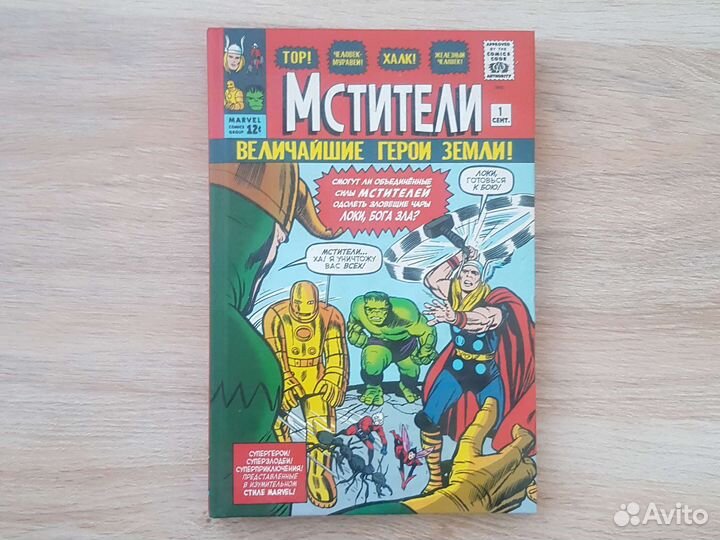 ТОР!
ЧЕЛОВЕК-
МУРАВЕЙ!
ХАЛК!
ЖЕЛЕЗНЫЙ
ЧЕЛОВЕК!
APPROVED
BY THE
COMICS
CODE
AUTHORITY
MARVEL
COMICS
GROUP
12¢
МСТИТЕЛИ
1
СЕНТ.
ВЕЛИЧАЙШИЕ ГЕРОИ ЗЕМЛИ!
СМОГУТ ЛИ ОБЪЕДИНЁННЫЕ
СИЛЫ МСТИТЕЛЕЙ
ОДОЛЕТЬ ЗЛОВЕЩИЕ ЧАРЫ
ЛОКИ, БОГА ЗЛА?
ЛОКИ,
ГОТОВЬСЯ
К БОЮ!
МСТИТЕЛИ...
ХА! Я УНИЧТОЖУ
ВАС ВСЕХ!
СУПЕРГЕРОИ!
СУПЕРЗЛОДЕИ!
СУПЕРПРИКЛЮЧЕНИЯ!
ПРЕДСТАВЛЕННЫЕ
В ИЗУМИТЕЛЬНОМ
СТИЛЕ MARVEL!
Avito